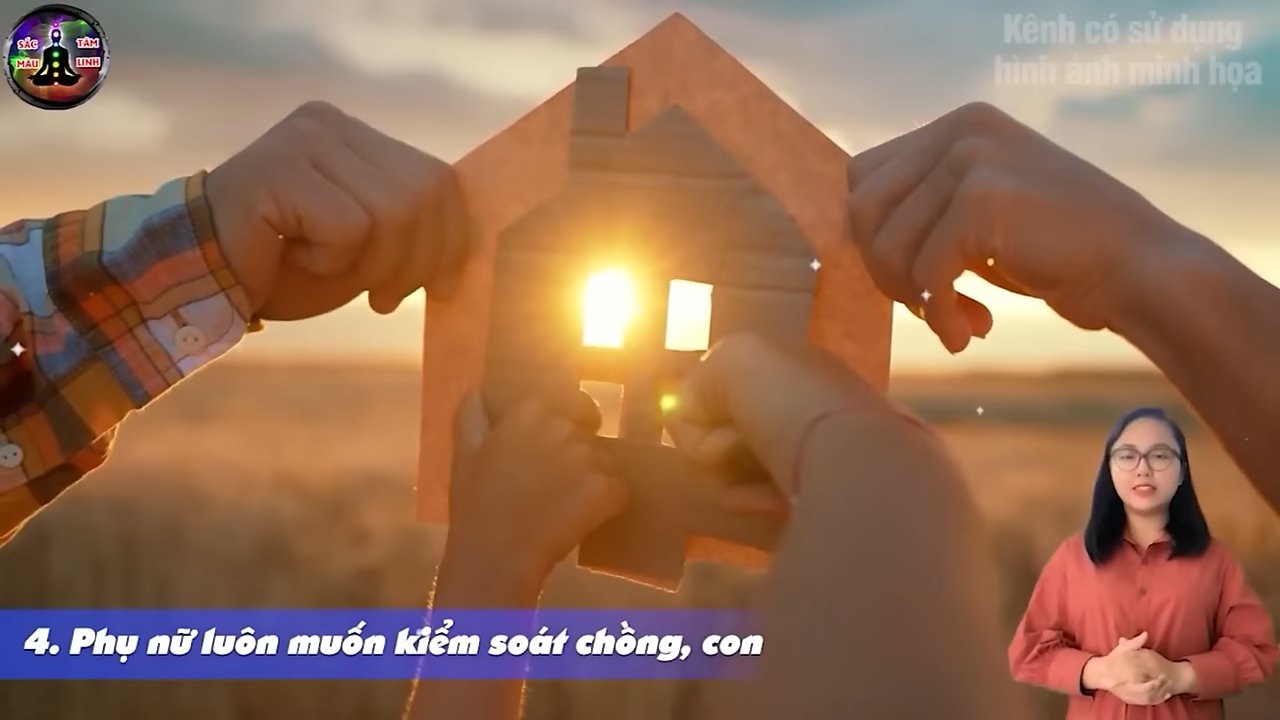 SẮC TÂM
MÀU LINH
Kênh có sử dụng
hình ảnh minh họa
4. Phụ nữ luôn muốn kiểm soát chồng, con